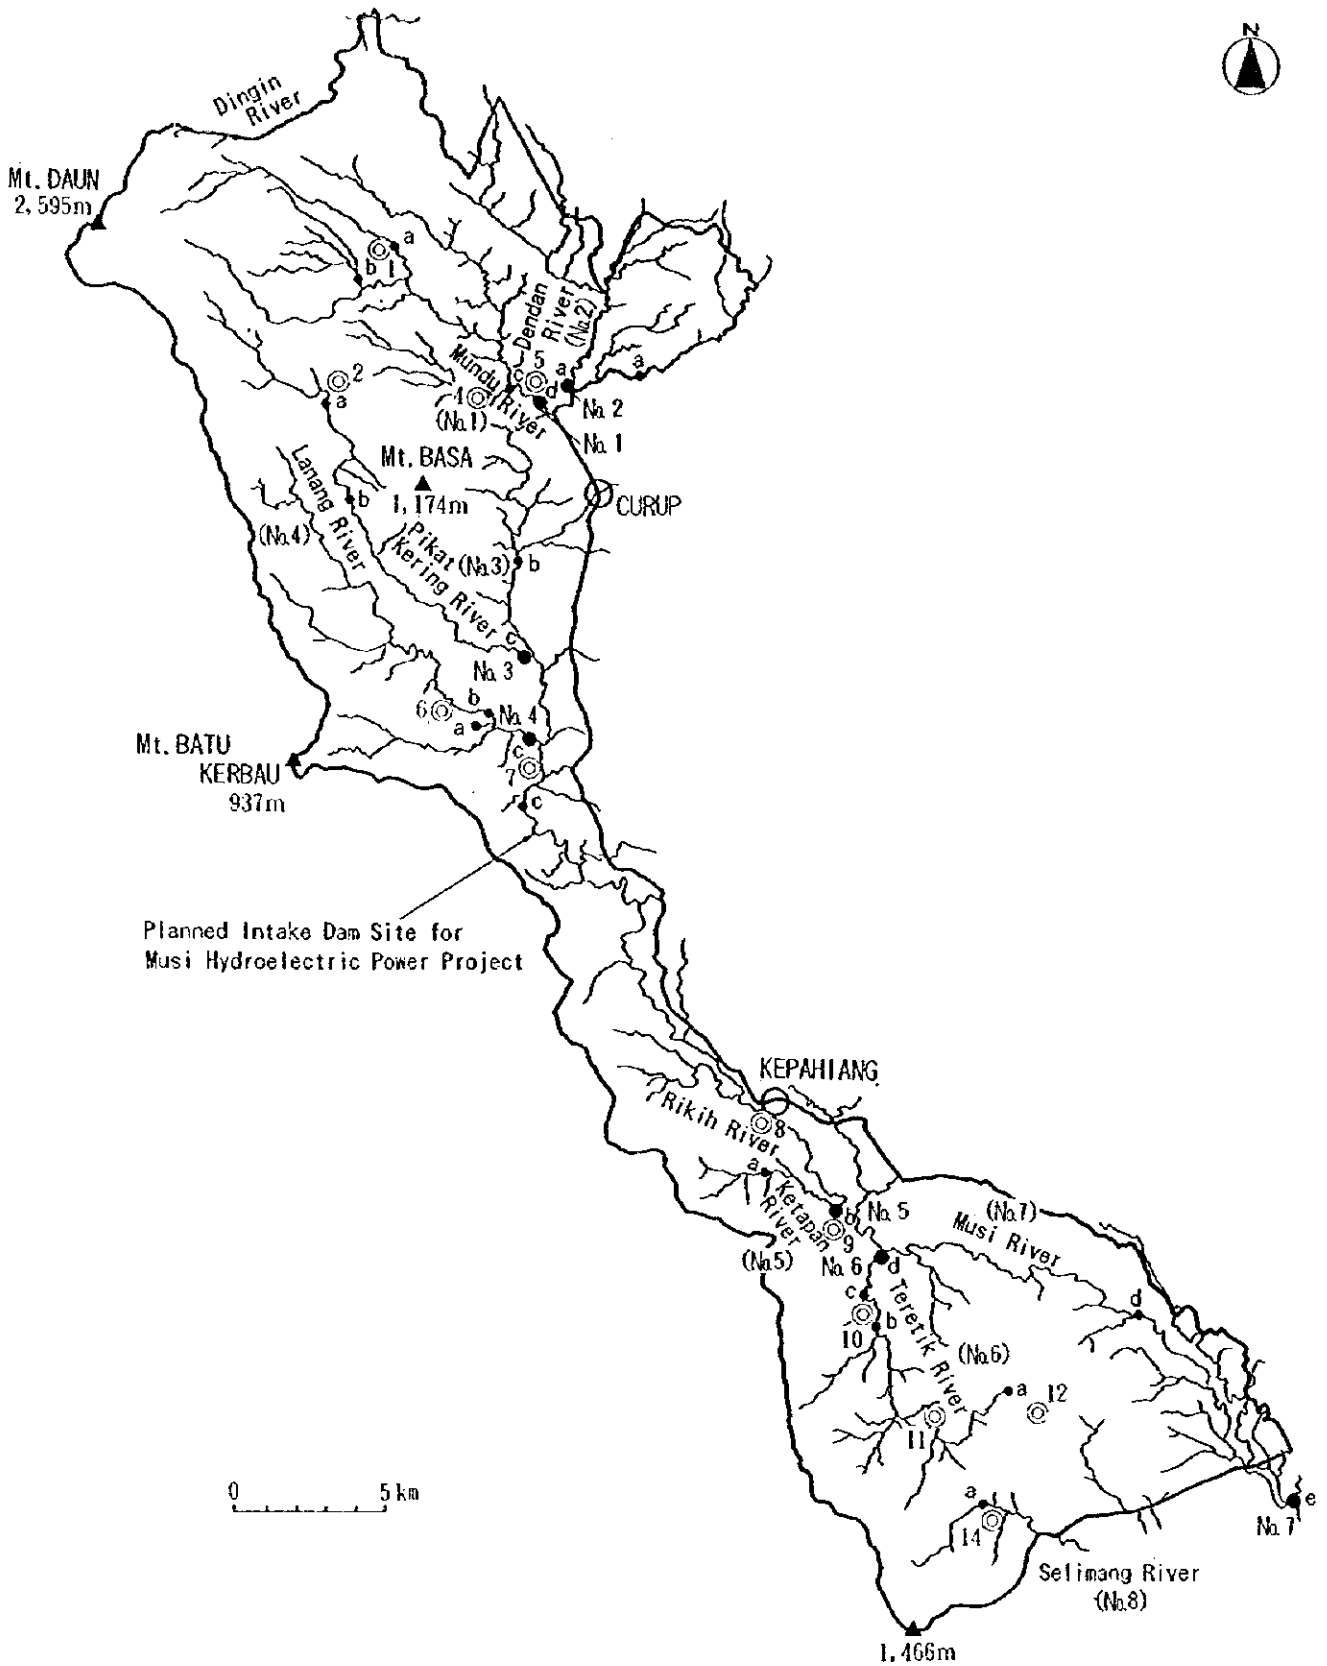 N
Dingin
River
Mt. DAUN
2,595m
a
b
1
Dendan
River
(No.2)
Mundu River
(No.1)
2
a
4
5
c
d
a
a
No. 2
No. 1
Mt. BASA
1,174m
CURUP
Lanang River
(No.4)
b
Pikat
Kering River
(No.3)
b
c
No. 3
b
6
a
No. 4
c
7
c
Mt. BATU
KERBAU
937m
Planned Intake Dam Site for
Musi Hydroelectric Power Project
KEPAHIANG
8
Rikih River
a
Ketapan
River
(No.5)
b
No. 5
9
No. 6
d
(No.7)
Musi River
c
10
b
Teretik River
(No.6)
d
a
12
11
a
14
e
No. 7
0
5 km
Selimang River
(No.8)
1,466m